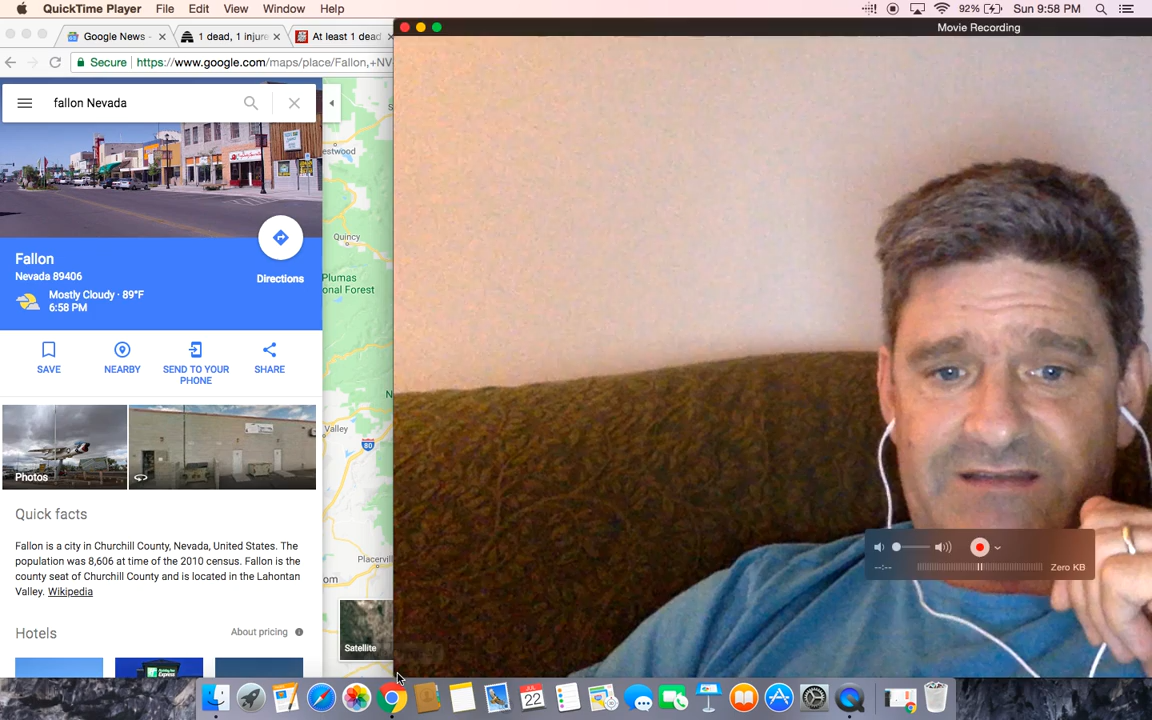 QuickTime Player File Edit View Window Help
92% Sun 9:58 PM
Google News -
1 dead, 1 injure
At least 1 dead
Movie Recording
Secure https://www.google.com/maps/place/Fallon,+NV
fallon Nevada
estwood
Quincy
Plumas
onal Forest
Valley
80
Placerville
om
Satellite
Fallon
Nevada 89406
Mostly Cloudy · 89°F
6:58 PM
Directions
SAVE
NEARBY
SEND TO YOUR
PHONE
SHARE
Photos
Quick facts
Fallon is a city in Churchill County, Nevada, United States. The
population was 8,606 at time of the 2010 census. Fallon is the
county seat of Churchill County and is located in the Lahontan
Valley. Wikipedia
Hotels
About pricing
--:--
Zero KB
JUL
22